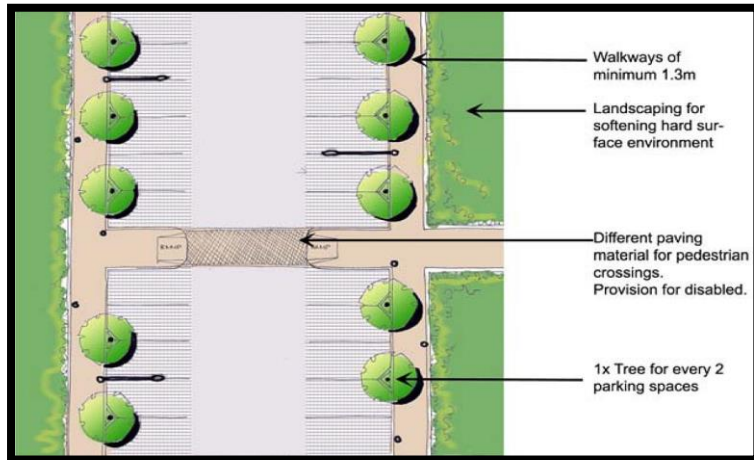 Walkways of
minimum 1.3m
Landscaping for
softening hard sur-
face environment
RAMP
Different paving
material for pedestrian
crossings.
Provision for disabled.
1x Tree for every 2
parking spaces